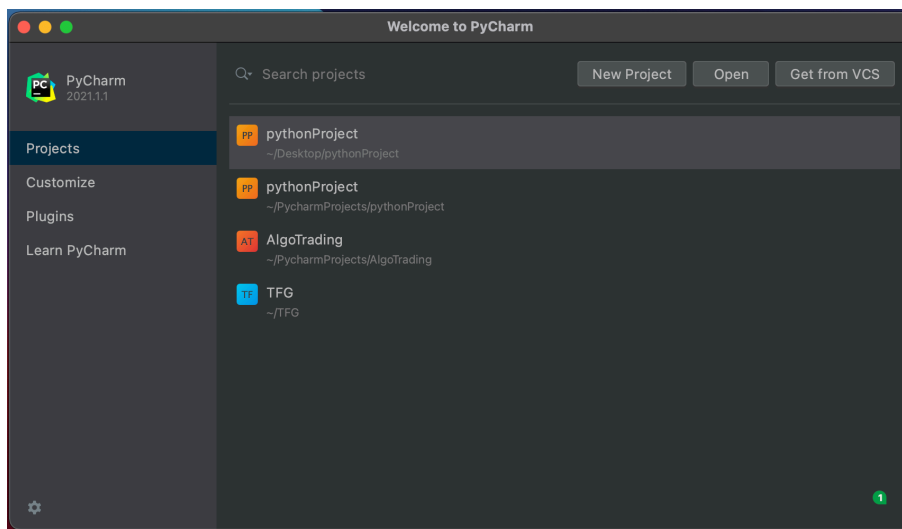 Welcome to PyCharm
PC
PyCharm
2021.1.1
Search projects
New Project
Open
Get from VCS
Projects
Customize
Plugins
Learn PyCharm
PP
pythonProject
~/Desktop/pythonProject
PP
pythonProject
~/PycharmProjects/pythonProject
AT
AlgoTrading
~/PycharmProjects/AlgoTrading
TF
TFG
~/TFG
1